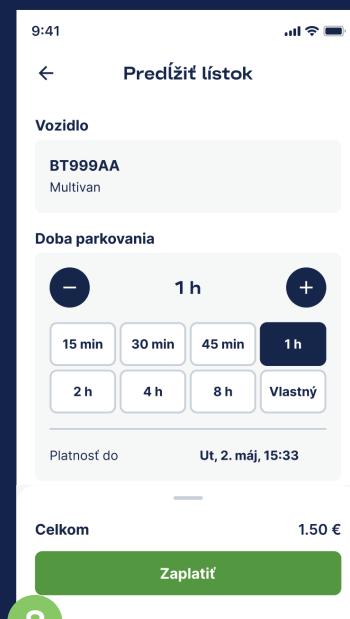 9:41
Predĺžiť lístok
Vozidlo
BT999AA
Multivan
Doba parkovania
1 h
15 min 30 min 45 min 1 h
2 h 4 h 8 h Vlastný
Platnosť do Ut, 2. máj, 15:33
Celkom 1.50 €
Zaplatiť